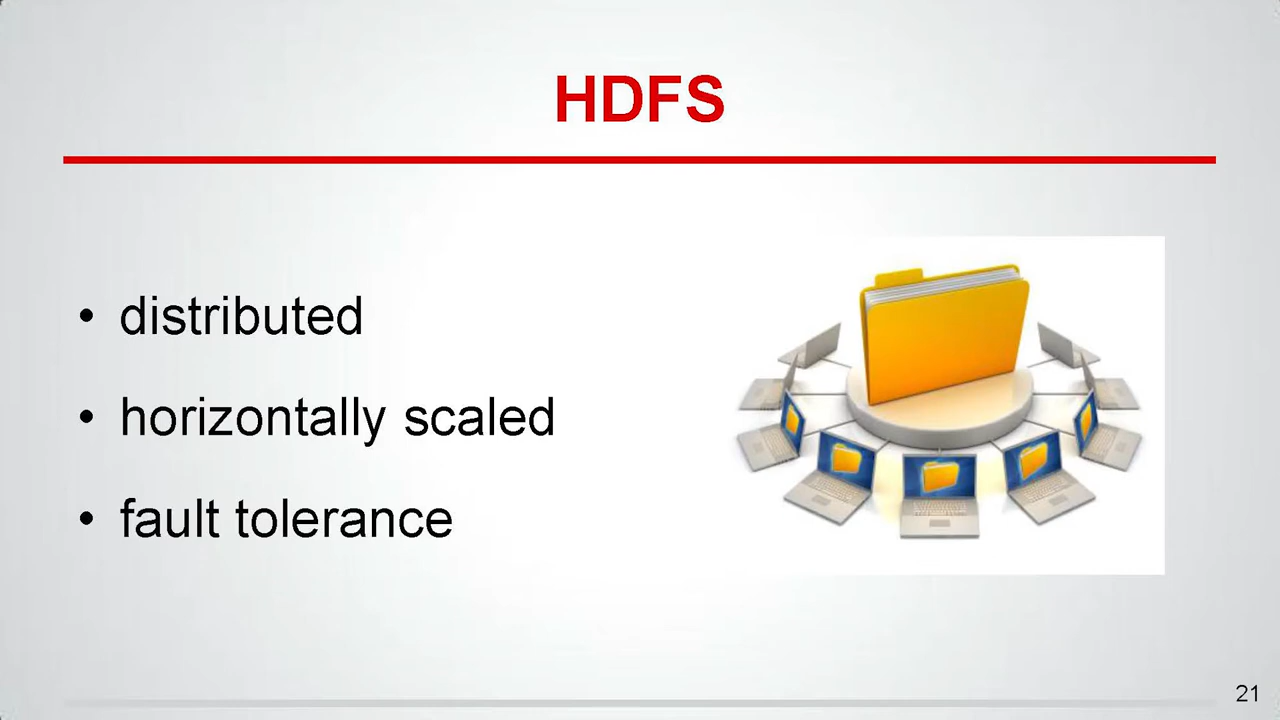 HDFS
• distributed
• horizontally scaled
• fault tolerance
21